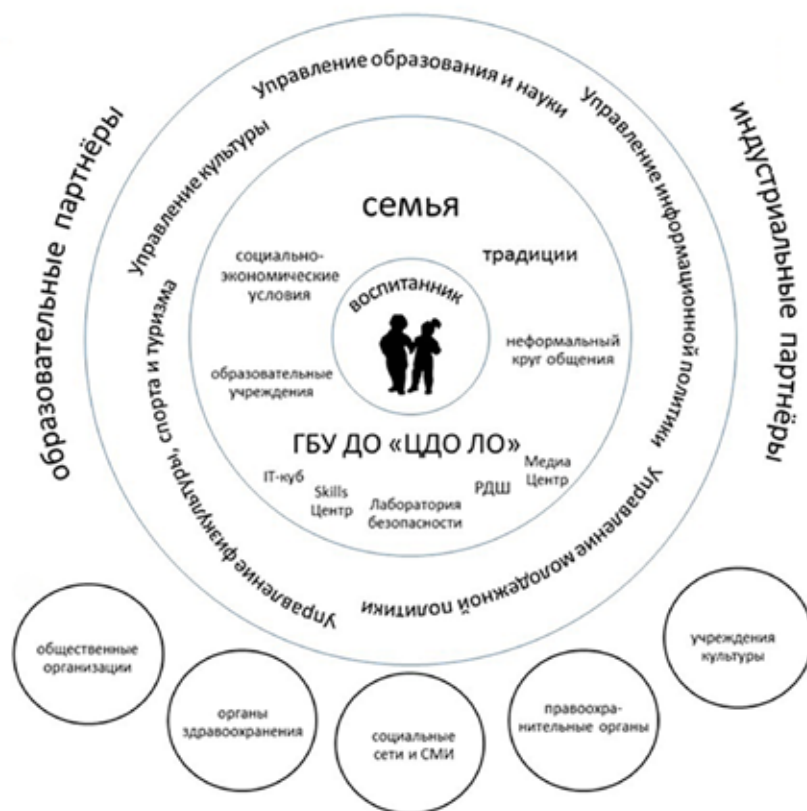 образовательные партнёры
индустриальные партнёры
Управление образования и науки
Управление культуры
Управление информационной политики
Управление физкультуры, спорта и туризма
Управление молодежной политики
семья
социально-
экономические
условия
традиции
воспитанник
образовательные
учреждения
неформальный
круг общения
ГБУ ДО «ЦДО ЛО»
IT-куб
Skills
Центр
Лаборатория
безопасности
РДШ
Медиа
Центр
общественные
организации
органы
здравоохранения
социальные
сети и СМИ
правоохра-
нительные органы
учреждения
культуры